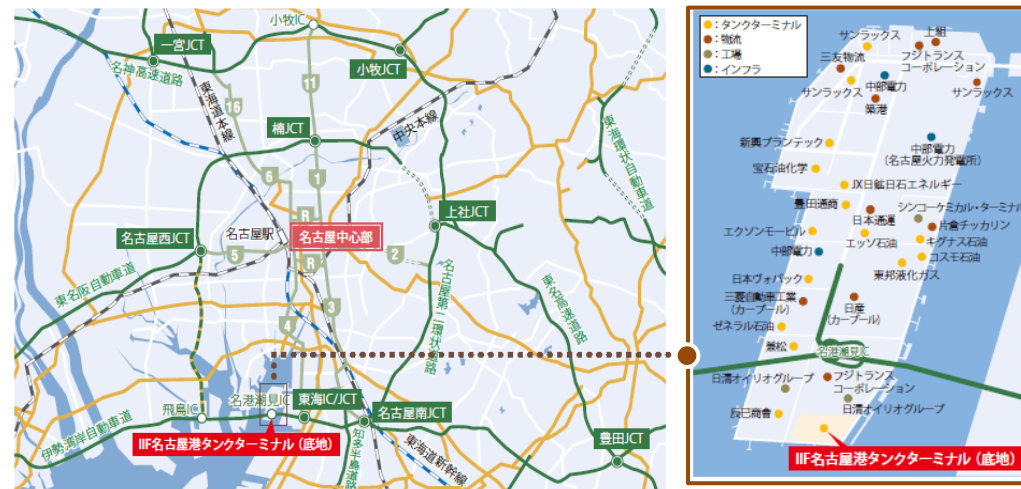 小牧IC
一宮JCT
名神高速道路
小牧JCT
11
16
東海道本線
中央本線
楠JCT
東海環状自動車道
6
1
上社JCT
R
名古屋西JCT
名古屋駅
名古屋中心部
5
R
2
東名阪自動車道
名古屋第二環状道路
東名高速道路
3
4
名港潮見IC
飛島IC
東海IC/JCT
名古屋南JCT
伊勢湾岸自動車道
IIF名古屋港タンクターミナル（底地）
知多半島道路
東海道新幹線
豊田JCT
：タンクターミナル
：物流
：工場
：インフラ
サンラックス
上組
三友物流
フジトランス
コーポレーション
サンラックス
中部電力
サンラックス
築港
新興プランテック
中部電力
（名古屋火力発電所）
宝石油化学
JX日鉱日石エネルギー
豊田通商
シンコーケミカル・ターミナル
日本通運
片倉チッカリン
エクソンモービル
エッソ石油
キグナス石油
中部電力
コスモ石油
東邦液化ガス
日本ヴォパック
三菱自動車工業
（カープール）
日産
（カープール）
ゼネラル石油
兼松
名港潮見IC
日清オイリオグループ
フジトランス
コーポレーション
日清オイリオグループ
辰巳商會
IIF名古屋港タンクターミナル（底地）